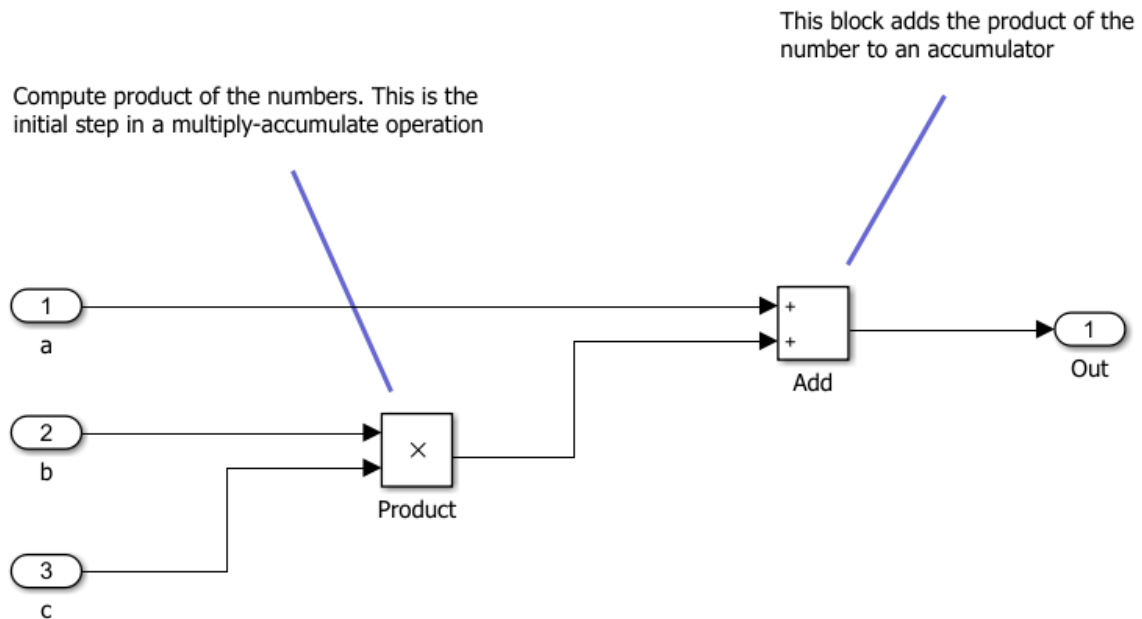 This block adds the product of the
number to an accumulator
Compute product of the numbers. This is the
initial step in a multiply-accumulate operation
1
a
+
+
Add
1
Out
2
b
×
Product
3
c